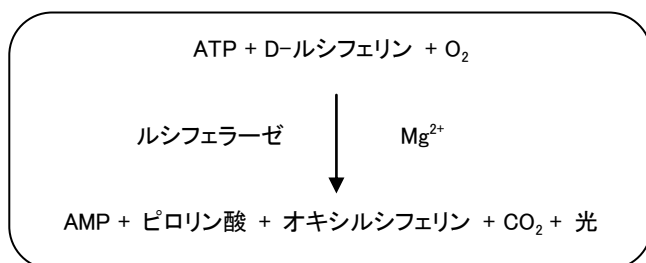 ATP + D-ルシフェリン + O₂
ルシフェラーゼ Mg²⁺
AMP + ピロリン酸 + オキシルシフェリン + CO₂ + 光